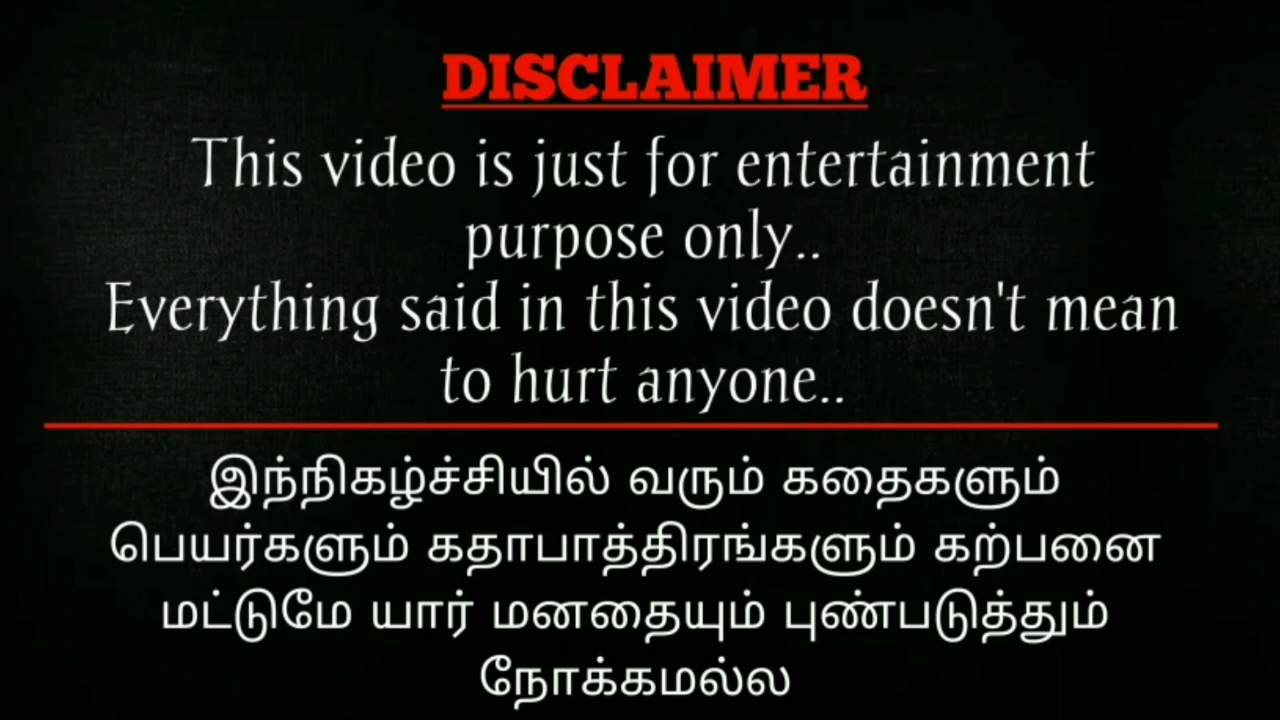 DISCLAIMER
This video is just for entertainment
purpose only..
Everything said in this video doesn't mean
to hurt anyone..
இந்நிகழ்ச்சியில் வரும் கதைகளும்
பெயர்களும் கதாபாத்திரங்களும் கற்பனை
மட்டுமே யார் மனதையும் புண்படுத்தும்
நோக்கமல்ல